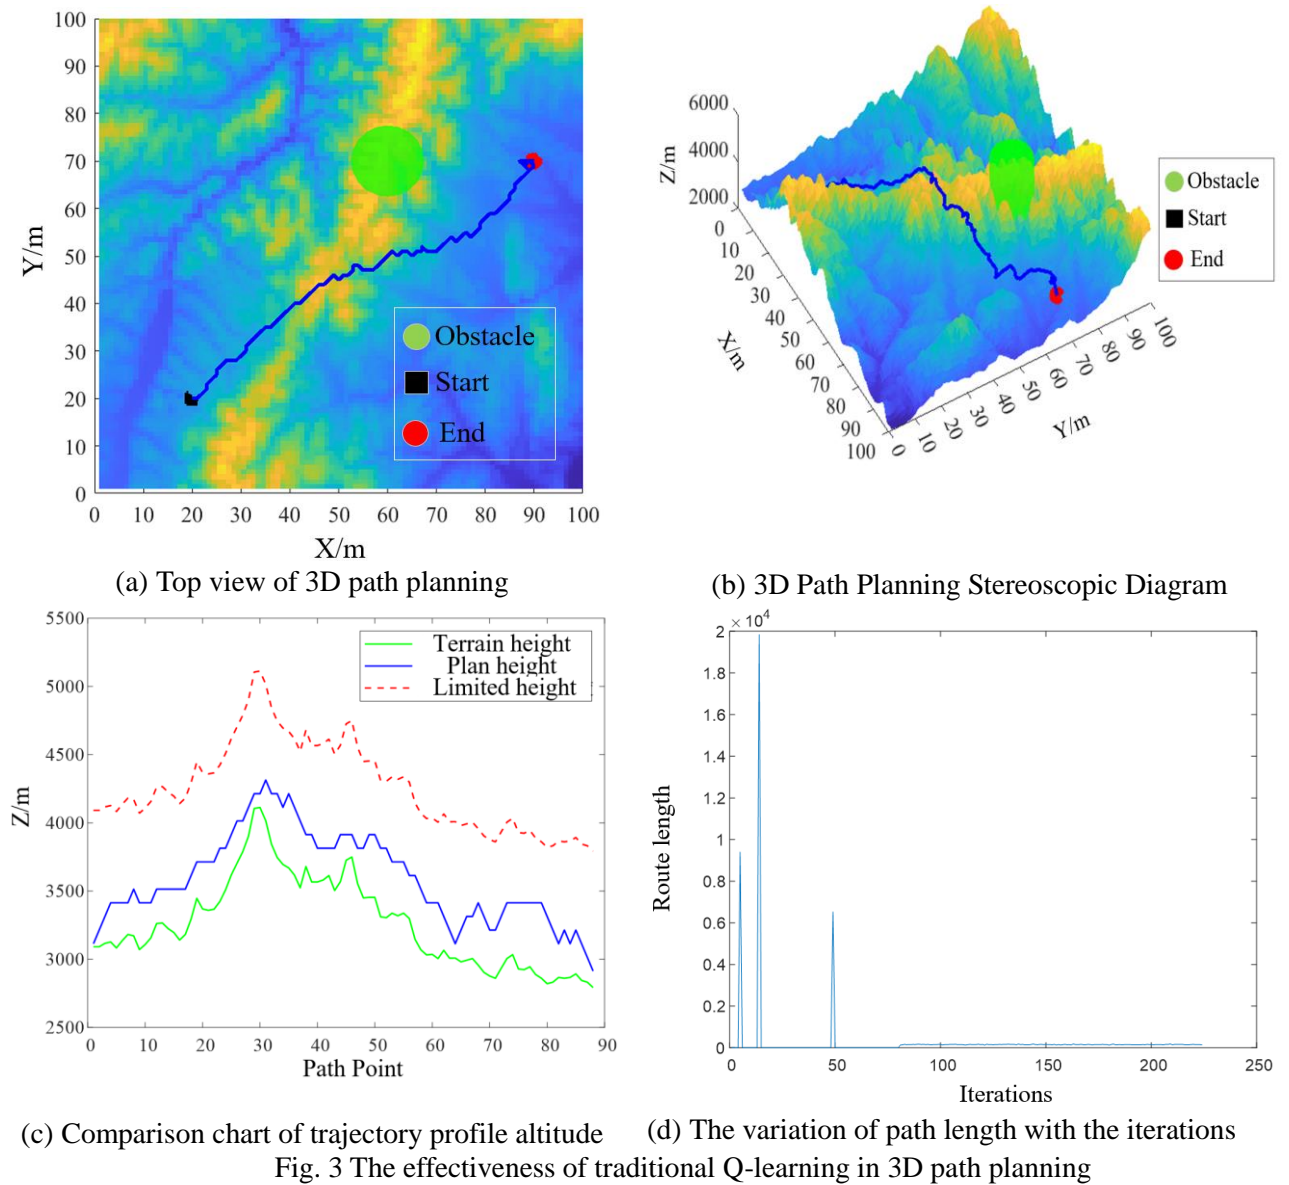 100
90
80
70
60
50
40
30
20
10
0
Y/m
Obstacle
Start
End
0 10 20 30 40 50 60 70 80 90 100
X/m
(a) Top view of 3D path planning
6000
4000
2000
Z/m
0
10
20
30
40
50
60
70
80
90
100
X/m
0
10
20
30
40
50
60
70
80
90
100
Y/m
Obstacle
Start
End
(b) 3D Path Planning Stereoscopic Diagram
5500
5000
4500
4000
3500
3000
2500
Z/m
Terrain height
Plan height
Limited height
0 10 20 30 40 50 60 70 80 90
Path Point
(c) Comparison chart of trajectory profile altitude
× 10⁴
2
1.8
1.6
1.4
1.2
1
0.8
0.6
0.4
0.2
0
Route length
0 50 100 150 200 250
Iterations
(d) The variation of path length with the iterations
Fig. 3 The effectiveness of traditional Q-learning in 3D path planning